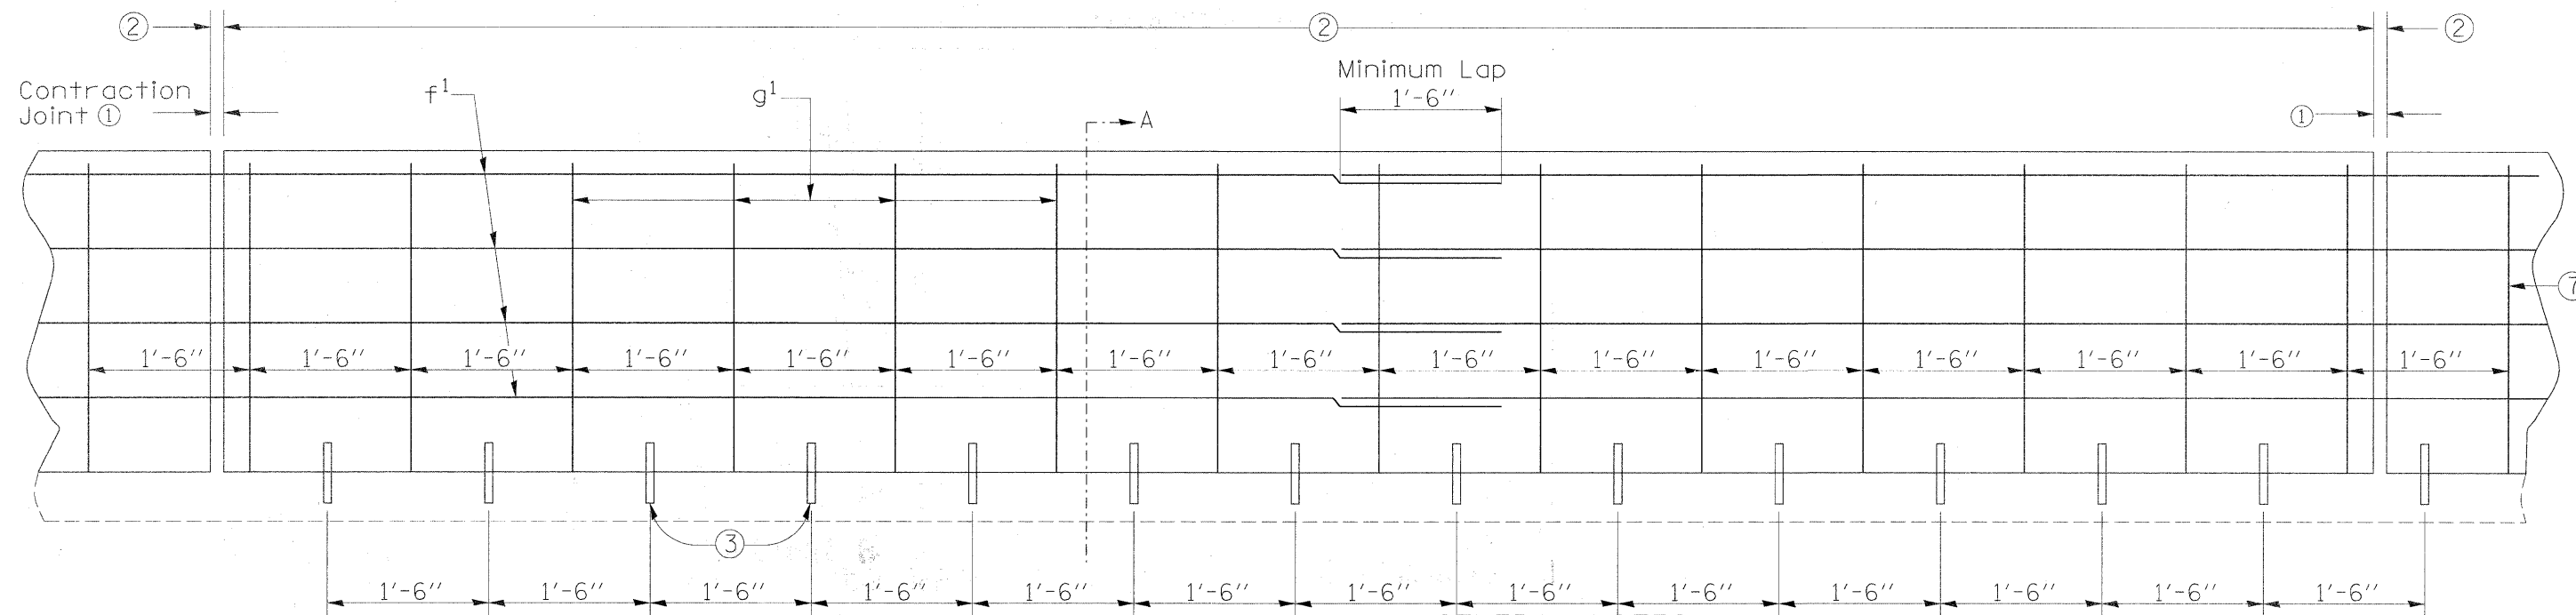 ② ② ②
Minimum Lap
Contraction
Joint ①
f¹ g¹ 1′-6″
A ①
⑦
1′-6″ 1′-6″ 1′-6″ 1′-6″ 1′-6″ 1′-6″ 1′-6″ 1′-6″ 1′-6″ 1′-6″ 1′-6″ 1′-6″ 1′-6″ 1′-6″ 1′-6″
③
1′-6″ 1′-6″ 1′-6″ 1′-6″ 1′-6″ 1′-6″ 1′-6″ 1′-6″ 1′-6″ 1′-6″ 1′-6″ 1′-6″ 1′-6″